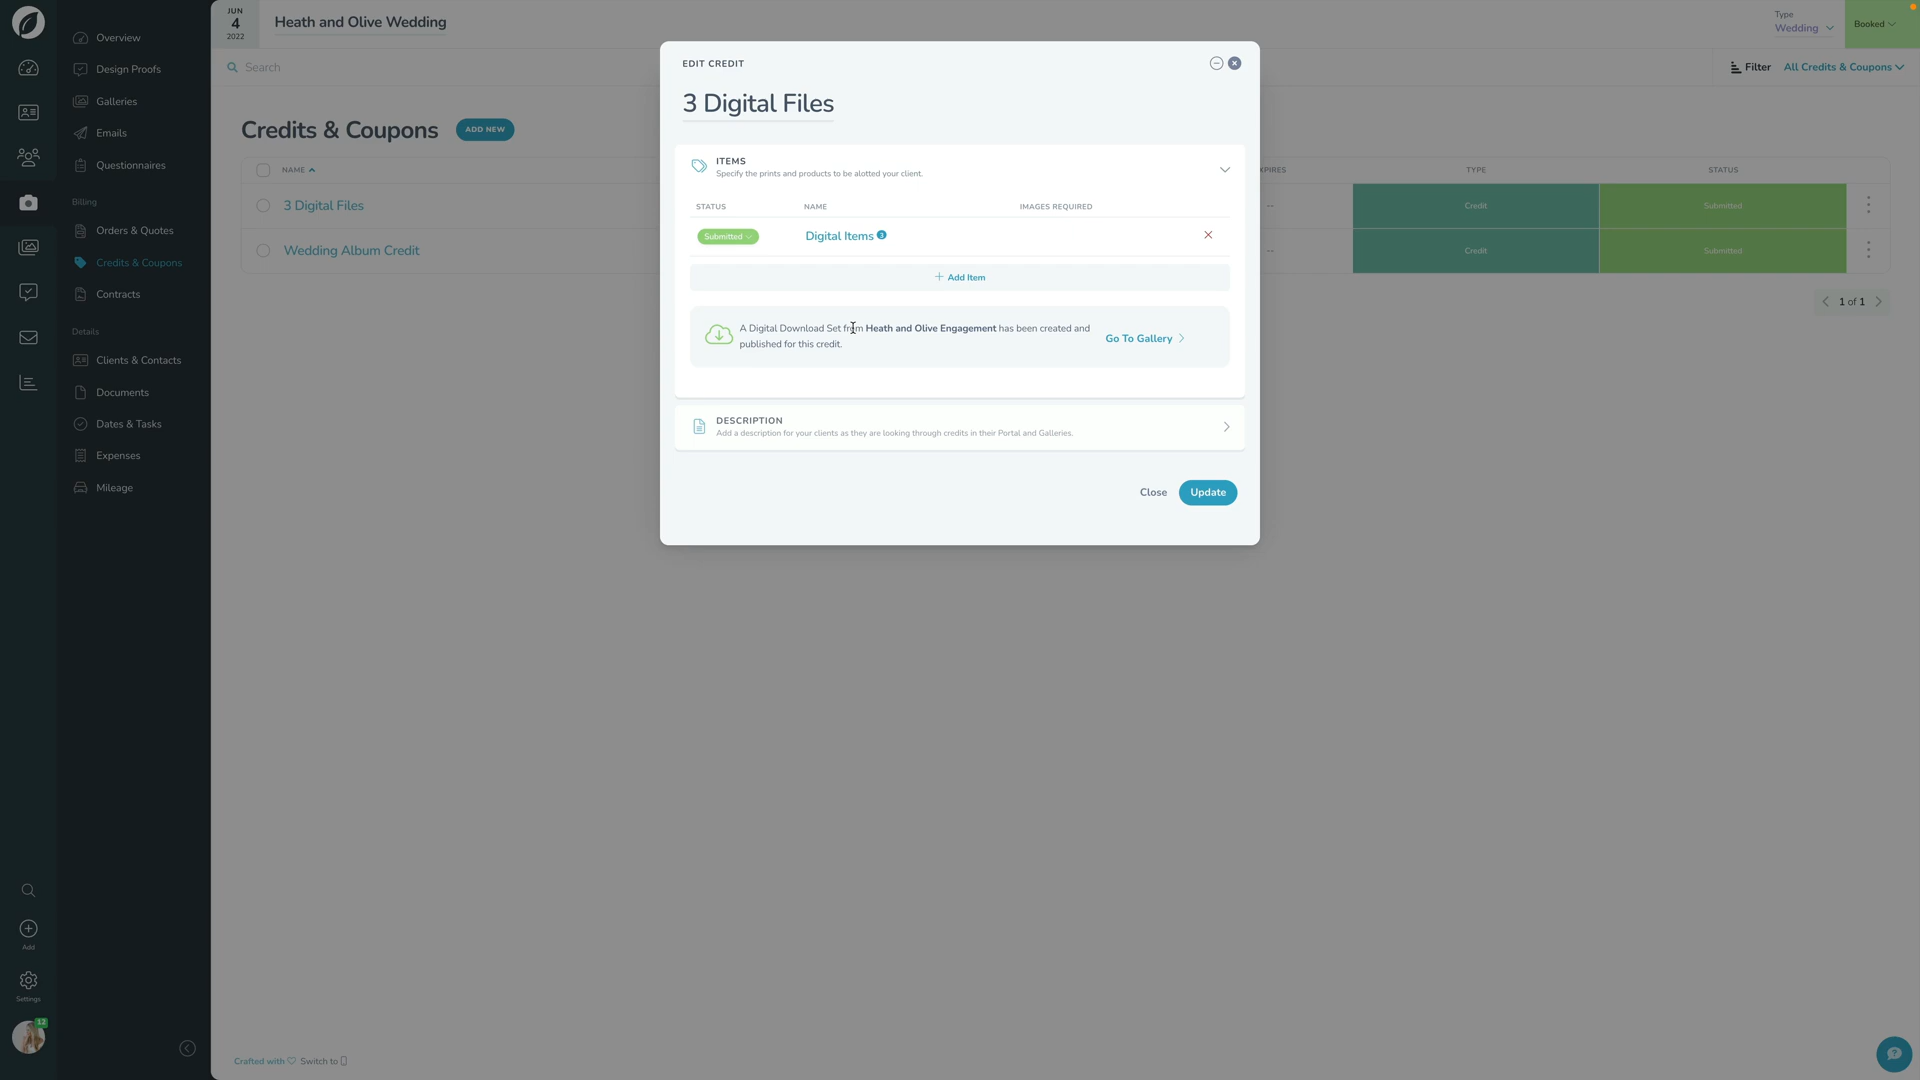 JUN
4
2022
Heath and Olive Wedding
Type
Wedding
Booked
Search
Filter
All Credits & Coupons
Overview
Design Proofs
Galleries
Emails
Questionnaires
Billing
Orders & Quotes
Credits & Coupons
Contracts
Details
Clients & Contacts
Documents
Dates & Tasks
Expenses
Mileage
Add
Settings
12
Credits & Coupons
ADD NEW
NAME
XPIRES
TYPE
STATUS
3 Digital Files
--
Credit
Submitted
Wedding Album Credit
--
Credit
Submitted
1 of 1
EDIT CREDIT
3 Digital Files
ITEMS
Specify the prints and products to be alotted your client.
STATUS
NAME
IMAGES REQUIRED
Submitted
Digital Items 3
+ Add Item
A Digital Download Set from Heath and Olive Engagement has been created and
published for this credit.
Go To Gallery
DESCRIPTION
Add a description for your clients as they are looking through credits in their Portal and Galleries.
Close
Update
Crafted with Switch to